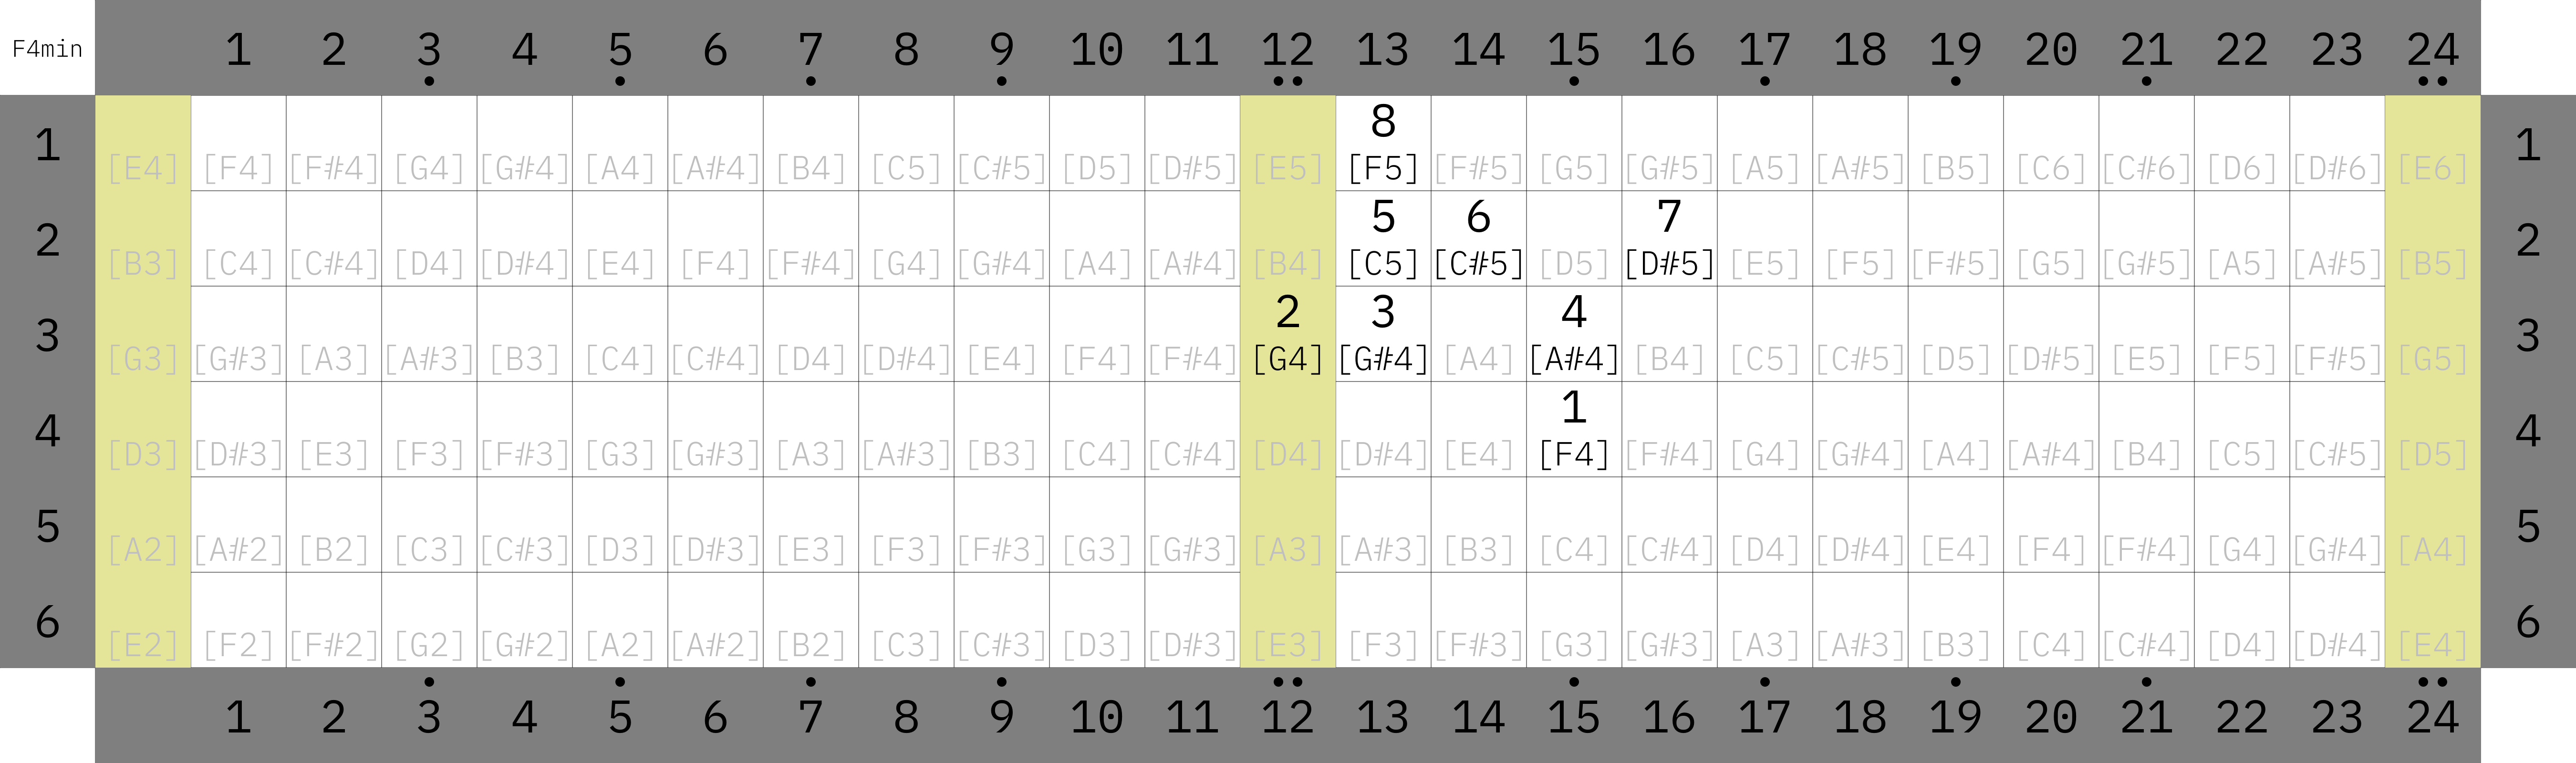 F4min 1 2 3 4 5 6 7 8 9 10 11 12 13 14 15 16 17 18 19 20 21 22 23 24
8
1 [E4] [F4] [F#4] [G4] [G#4] [A4] [A#4] [B4] [C5] [C#5] [D5] [D#5] [E5] [F5] [F#5] [G5] [G#5] [A5] [A#5] [B5] [C6] [C#6] [D6] [D#6] [E6] 1
5 6 7
2 [B3] [C4] [C#4] [D4] [D#4] [E4] [F4] [F#4] [G4] [G#4] [A4] [A#4] [B4] [C5] [C#5] [D5] [D#5] [E5] [F5] [F#5] [G5] [G#5] [A5] [A#5] [B5] 2
2 3 4
3 [G3] [G#3] [A3] [A#3] [B3] [C4] [C#4] [D4] [D#4] [E4] [F4] [F#4] [G4] [G#4] [A4] [A#4] [B4] [C5] [C#5] [D5] [D#5] [E5] [F5] [F#5] [G5] 3
1
4 [D3] [D#3] [E3] [F3] [F#3] [G3] [G#3] [A3] [A#3] [B3] [C4] [C#4] [D4] [D#4] [E4] [F4] [F#4] [G4] [G#4] [A4] [A#4] [B4] [C5] [C#5] [D5] 4
5 [A2] [A#2] [B2] [C3] [C#3] [D3] [D#3] [E3] [F3] [F#3] [G3] [G#3] [A3] [A#3] [B3] [C4] [C#4] [D4] [D#4] [E4] [F4] [F#4] [G4] [G#4] [A4] 5
6 [E2] [F2] [F#2] [G2] [G#2] [A2] [A#2] [B2] [C3] [C#3] [D3] [D#3] [E3] [F3] [F#3] [G3] [G#3] [A3] [A#3] [B3] [C4] [C#4] [D4] [D#4] [E4] 6
1 2 3 4 5 6 7 8 9 10 11 12 13 14 15 16 17 18 19 20 21 22 23 24